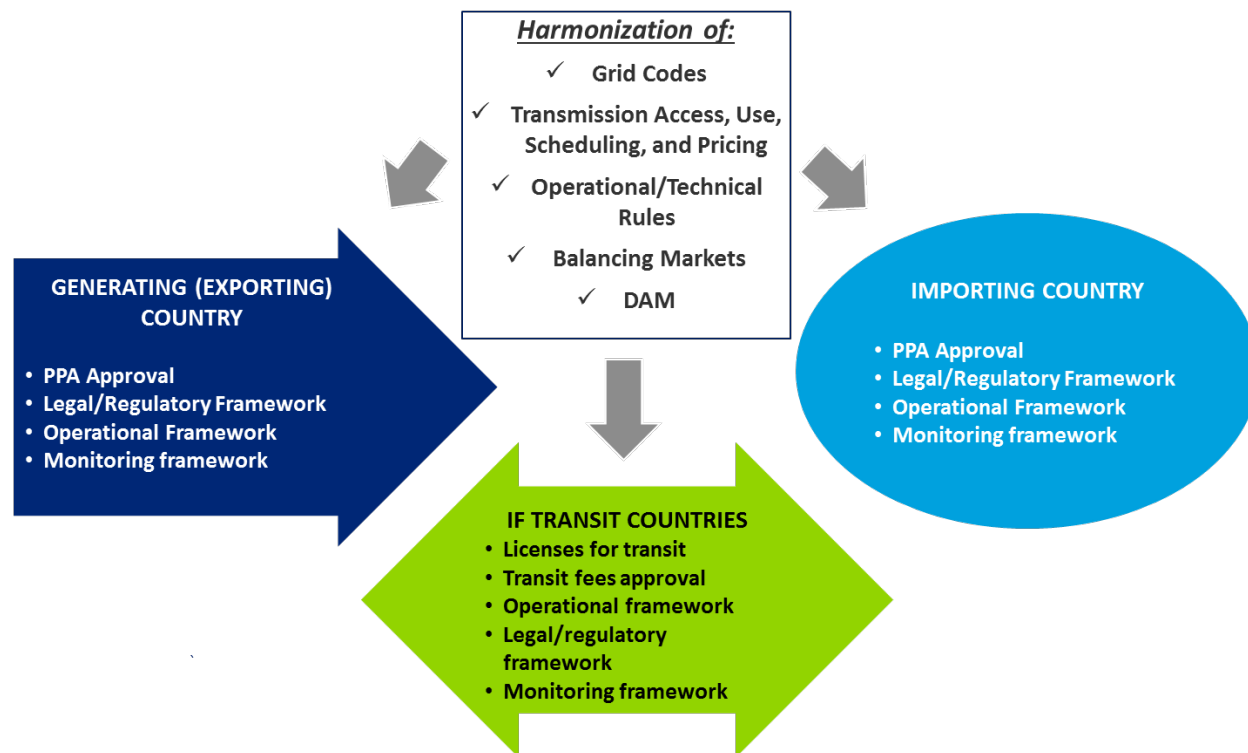 Harmonization of:
✓ Grid Codes
✓ Transmission Access, Use,
Scheduling, and Pricing
✓ Operational/Technical
Rules
✓ Balancing Markets
✓ DAM
GENERATING (EXPORTING)
COUNTRY
• PPA Approval
• Legal/Regulatory Framework
• Operational Framework
• Monitoring framework
IMPORTING COUNTRY
• PPA Approval
• Legal/Regulatory Framework
• Operational Framework
• Monitoring framework
IF TRANSIT COUNTRIES
• Licenses for transit
• Transit fees approval
• Operational framework
• Legal/regulatory
framework
• Monitoring framework
`